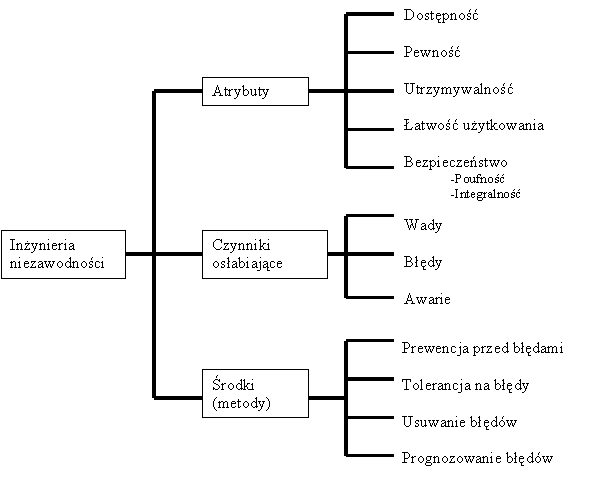 Dostępność
Pewność
Atrybuty
Utrzymywalność
Łatwość użytkowania
Bezpieczeństwo
-Poufność
-Integralność
Inżynieria
niezawodności
Czynniki
osłabiające
Wady
Błędy
Awarie
Środki
(metody)
Prewencja przed błędami
Tolerancja na błędy
Usuwanie błędów
Prognozowanie błędów